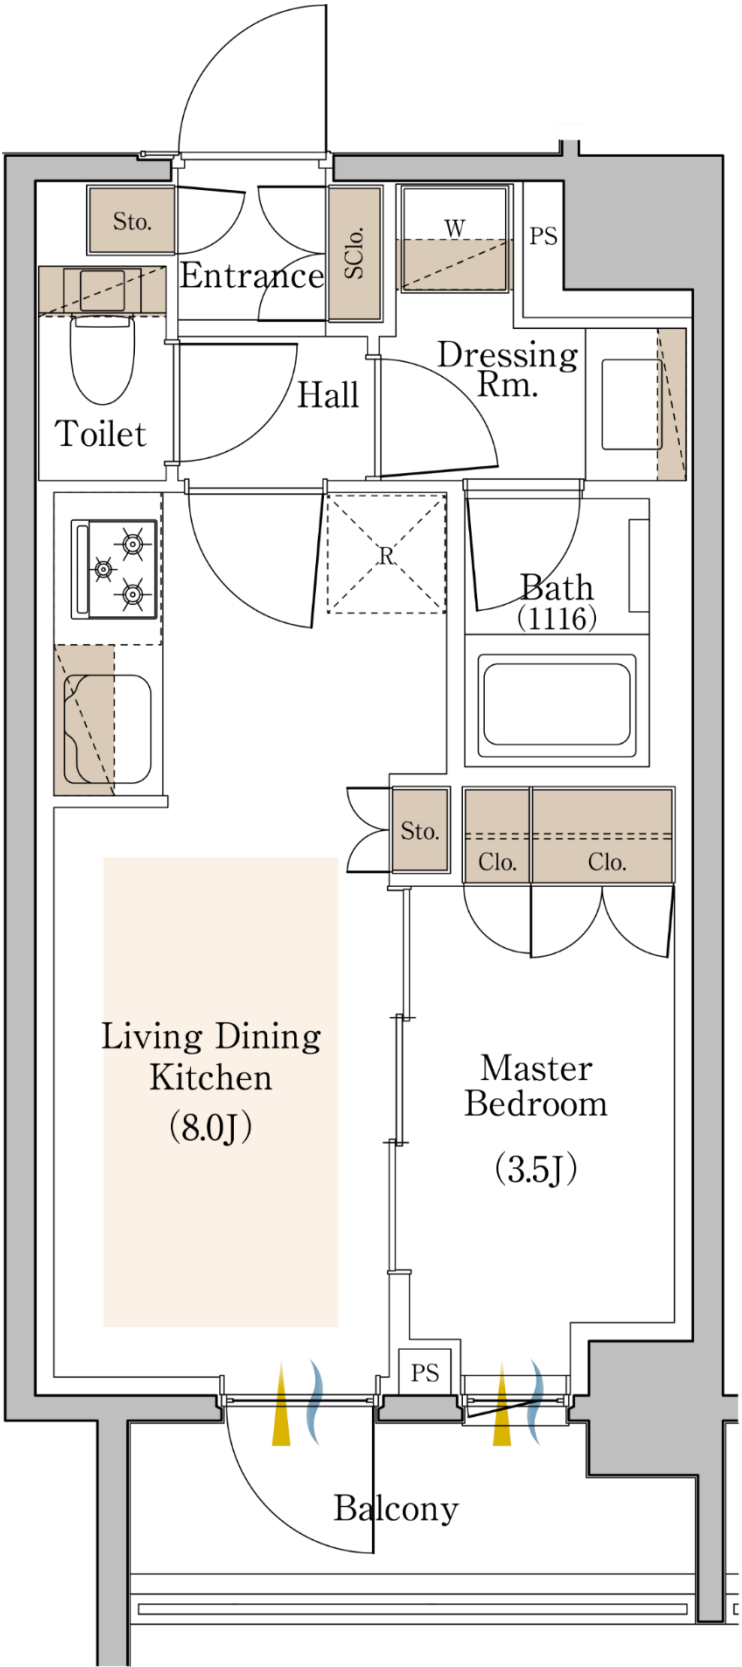 Sto.
Entrance
SClo.
W
PS
Dressing
Rm.
Hall
Toilet
R
Bath
(1116)
Sto.
Clo.
Clo.
Living Dining
Kitchen
(8.0J)
Master
Bedroom
(3.5J)
PS
Balcony